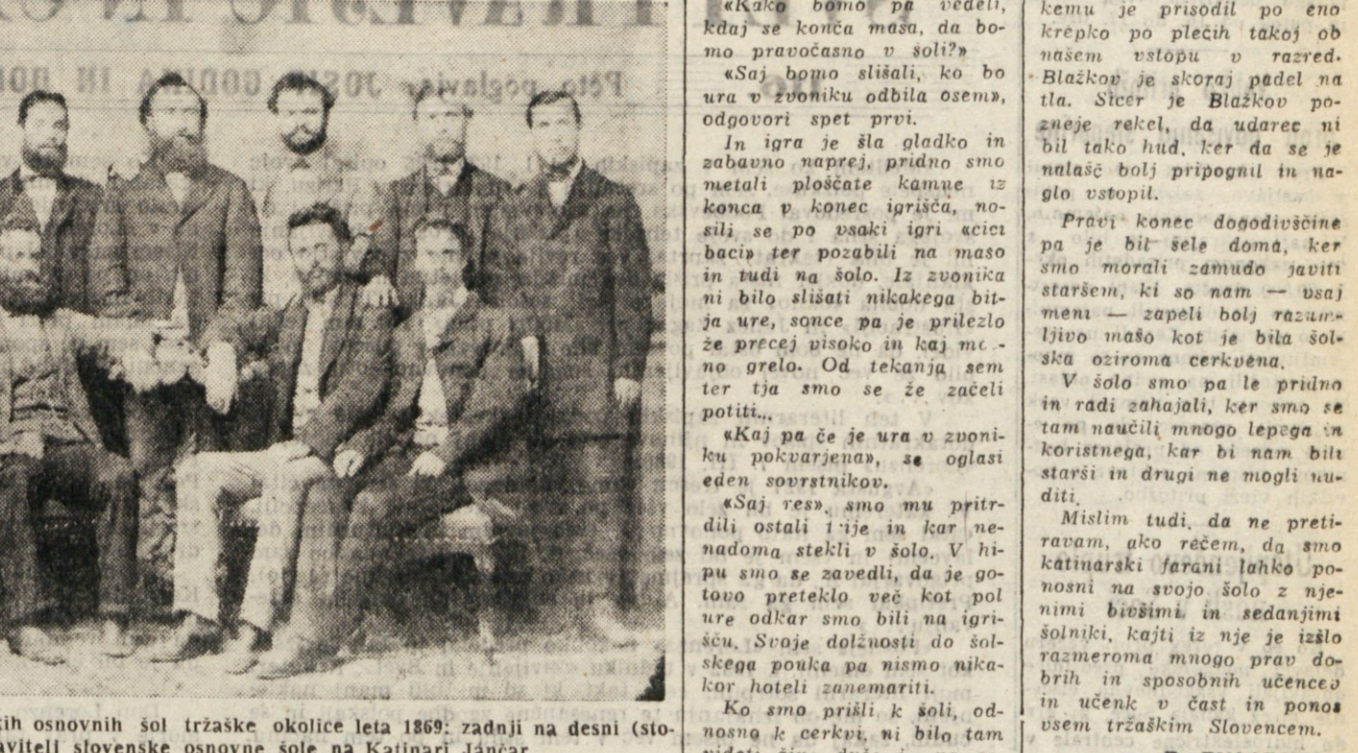 kih osnovnih šol tržaške okolice leta 1869: zadnji na desni (sto-
slovenske osnovne šole na Katinari Jančar
«Kako bomo pa vedeli,
kdaj se konča maša, da bo-
mo pravočasno v šoli?»
«Saj bomo slišali, ko bo
ura v zvoniku odbila osem»,
odgovori spet prvi.
In igra je šla gladko in
zabavno naprej, pridno smo
metali ploščate kamne iz
konca v konec igrišča, no-
sili se po vsaki igri «cici
baci» ter pozabili na mašo
in tudi na šolo. Iz zvonika
ni bilo slišati nikakega bit-
ja ure, sonce pa je prilezlo
že precej visoko in kaj moč-
no grelo. Od tekanja sem
ter tja smo se že začeli
potiti...
«Kaj pa če je ura v zvoni-
ku pokvarjena», se oglasi
eden sovrstnikov.
«Saj res», smo mu pritr-
dili ostali trije in kar ne-
nadoma stekli v šolo. V hi-
pu smo se zavedli, da je go-
tovo preteklo več kot pol
ure odkar smo bili na igri-
šču. Svoje dolžnosti do šol-
skega pouka pa nismo nika-
kor hoteli zanemariti.
Ko smo prišli k šoli, od-
nosno k cerkvi, ni bilo tam
kemu je prisodil po eno
krepko po plečih takoj ob
našem vstopu v razred.
Blažkov je skoraj padel na
tla. Sicer je Blažkov po-
zneje rekel, da udarec ni
bil tako hud, ker da se je
nalašč bolj pripognil in na-
glo vstopil.
Pravi konec dogodivščine
pa je bil šele doma, ker
smo morali zamudo javiti
staršem, ki so nam — vsaj
meni — zapeli bolj razum-
ljivo mašo kot je bila šol-
ska oziroma cerkvena.
V šolo smo pa le pridno
in radi zahajali, ker smo se
tam naučili mnogo lepega in
koristnega, kar bi nam bili
starši in drugi ne mogli nu-
diti.
Mislim tudi, da ne preti-
ravam, ako rečem, da smo
katinarski farani lahko po-
nosni na svojo šolo z nje-
nimi bivšimi in sedanjimi
šolniki, kajti iz nje je izšlo
razmeroma mnogo prav do-
brih in sposobnih učencev
in učenk v čast in ponos
vsem tržaškim Slovencem.